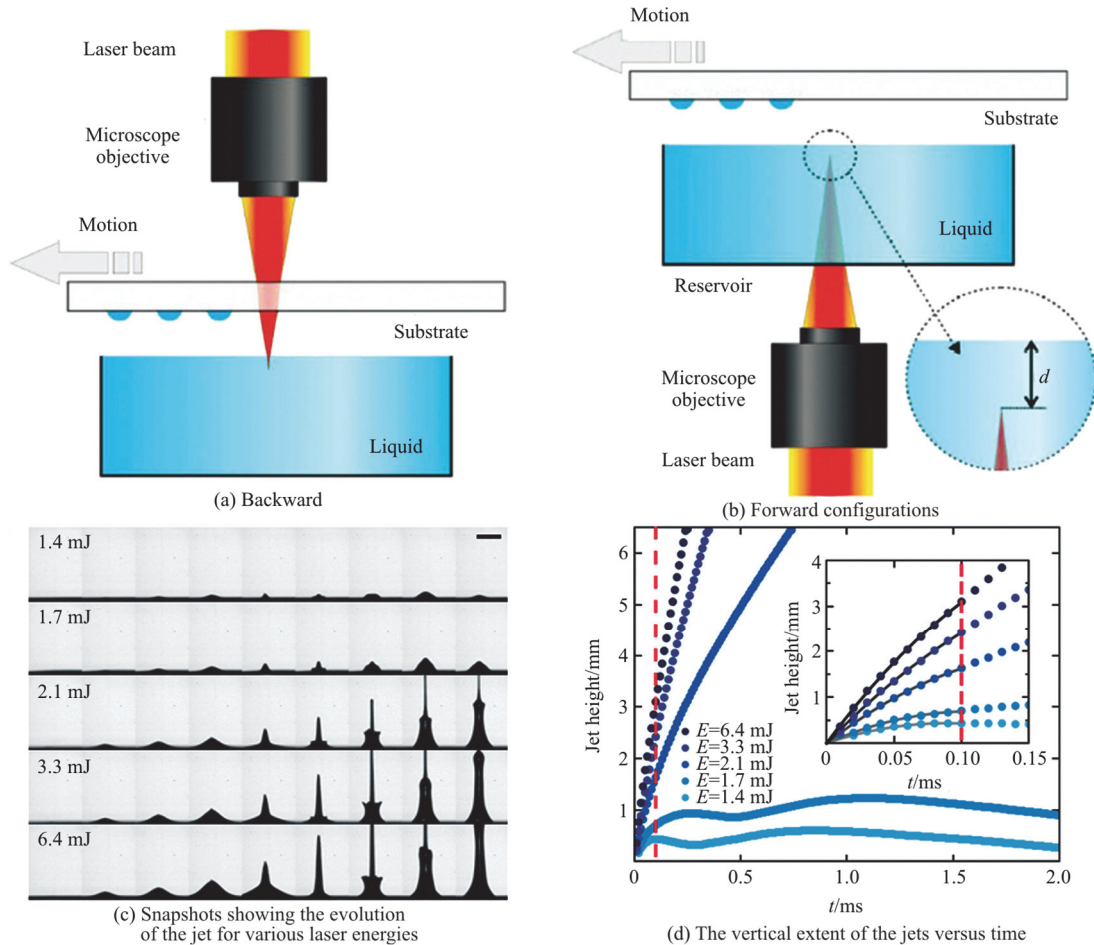 Laser beam
Microscope
objective
Motion
Substrate
Liquid
(a) Backward
Motion
Substrate
Liquid
Reservoir
Microscope
objective
d
Laser beam
(b) Forward configurations
1.4 mJ
1.7 mJ
2.1 mJ
3.3 mJ
6.4 mJ
(c) Snapshots showing the evolution
of the jet for various laser energies
Jet height/mm
6
5
4
3
2
1
0
0.5
1.0
1.5
2.0
t/ms
E=6.4 mJ
E=3.3 mJ
E=2.1 mJ
E=1.7 mJ
E=1.4 mJ
Jet height/mm
4
3
2
1
0
0.05
0.10
0.15
t/ms
(d) The vertical extent of the jets versus time